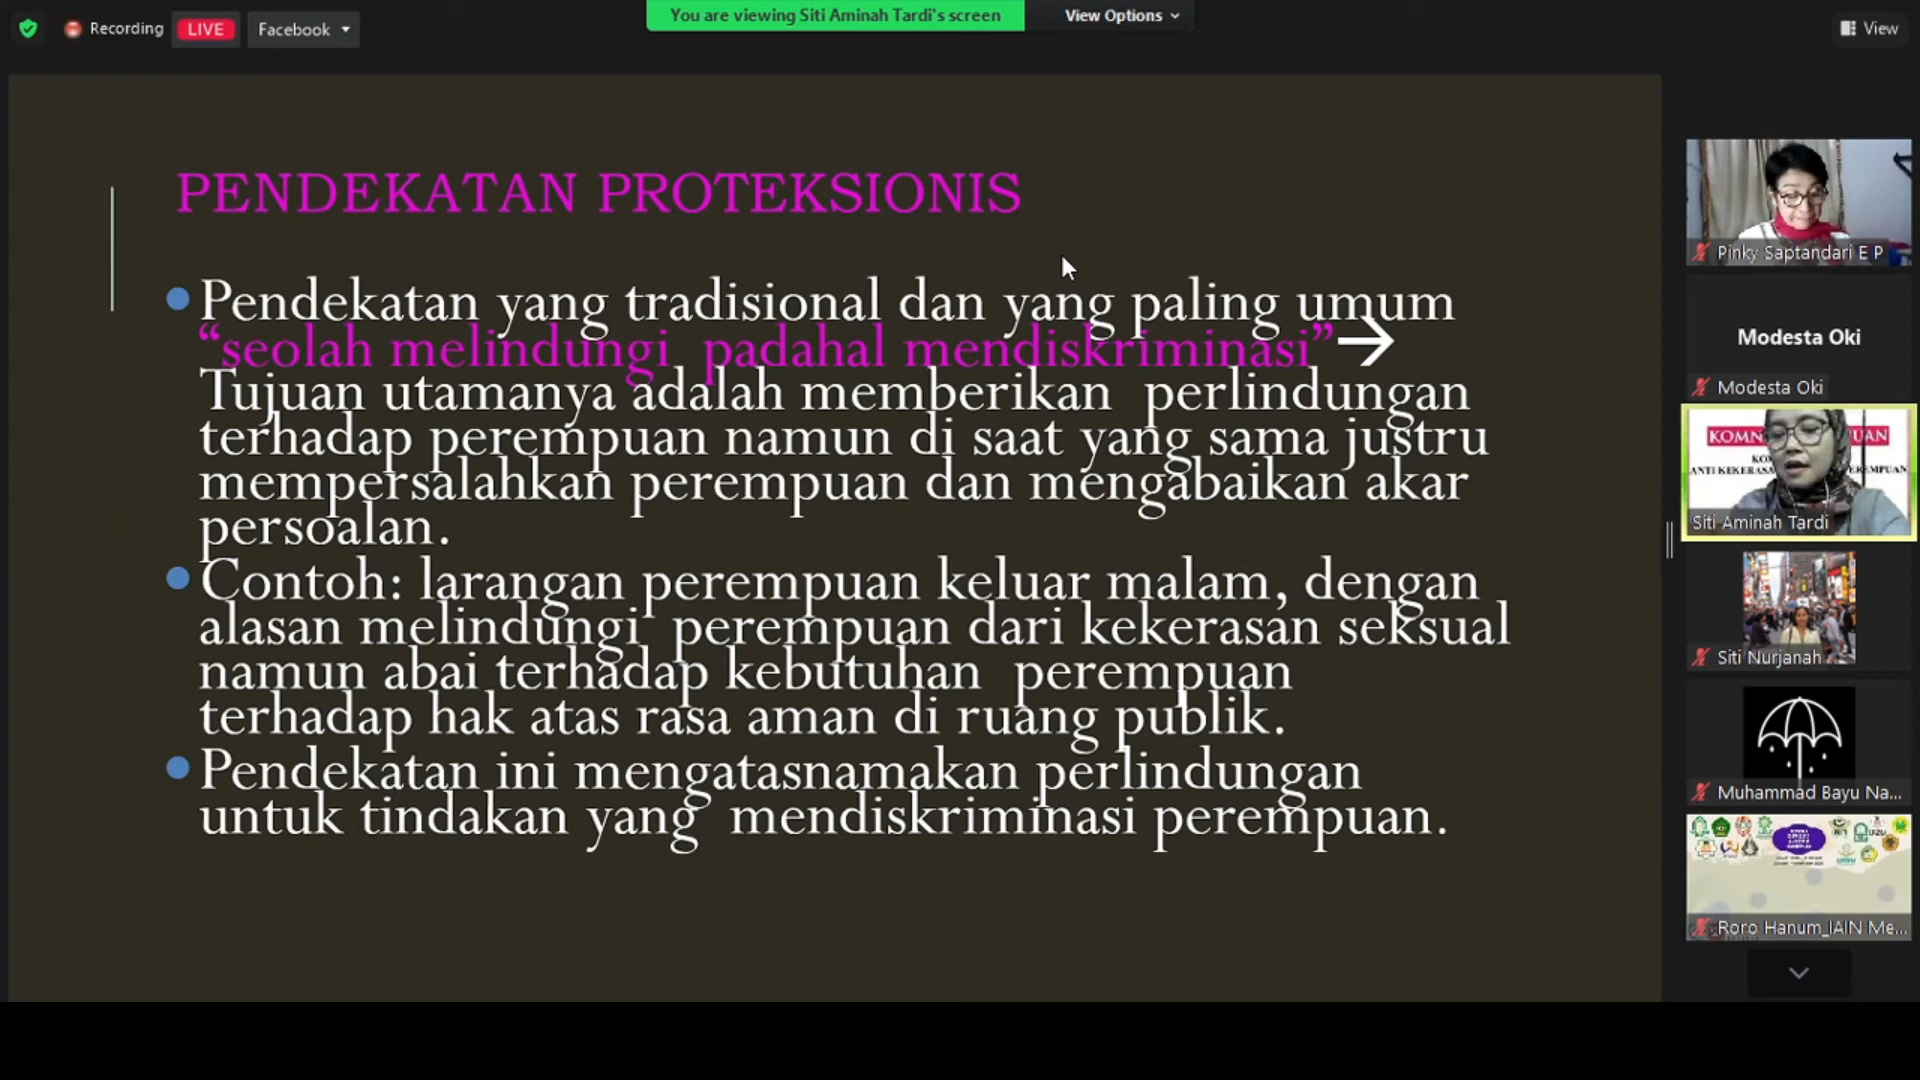 Recording
LIVE
Facebook
You are viewing Siti Aminah Tardi's screen
View Options
View
PENDEKATAN PROTEKSIONIS
Pendekatan yang tradisional dan yang paling umum
“seolah melindungi padahal mendiskriminasi”→
Tujuan utamanya adalah memberikan perlindungan
terhadap perempuan namun di saat yang sama justru
mempersalahkan perempuan dan mengabaikan akar
persoalan.
Contoh: larangan perempuan keluar malam, dengan
alasan melindungi perempuan dari kekerasan seksual
namun abai terhadap kebutuhan perempuan
terhadap hak atas rasa aman di ruang publik.
Pendekatan ini mengatasnamakan perlindungan
untuk tindakan yang mendiskriminasi perempuan.
Pinky Saptandari E P
Modesta Oki
Modesta Oki
Siti Aminah Tardi
Siti Nurjanah
Muhammad Bayu Na...
Roro Hanum_IAIN Me...